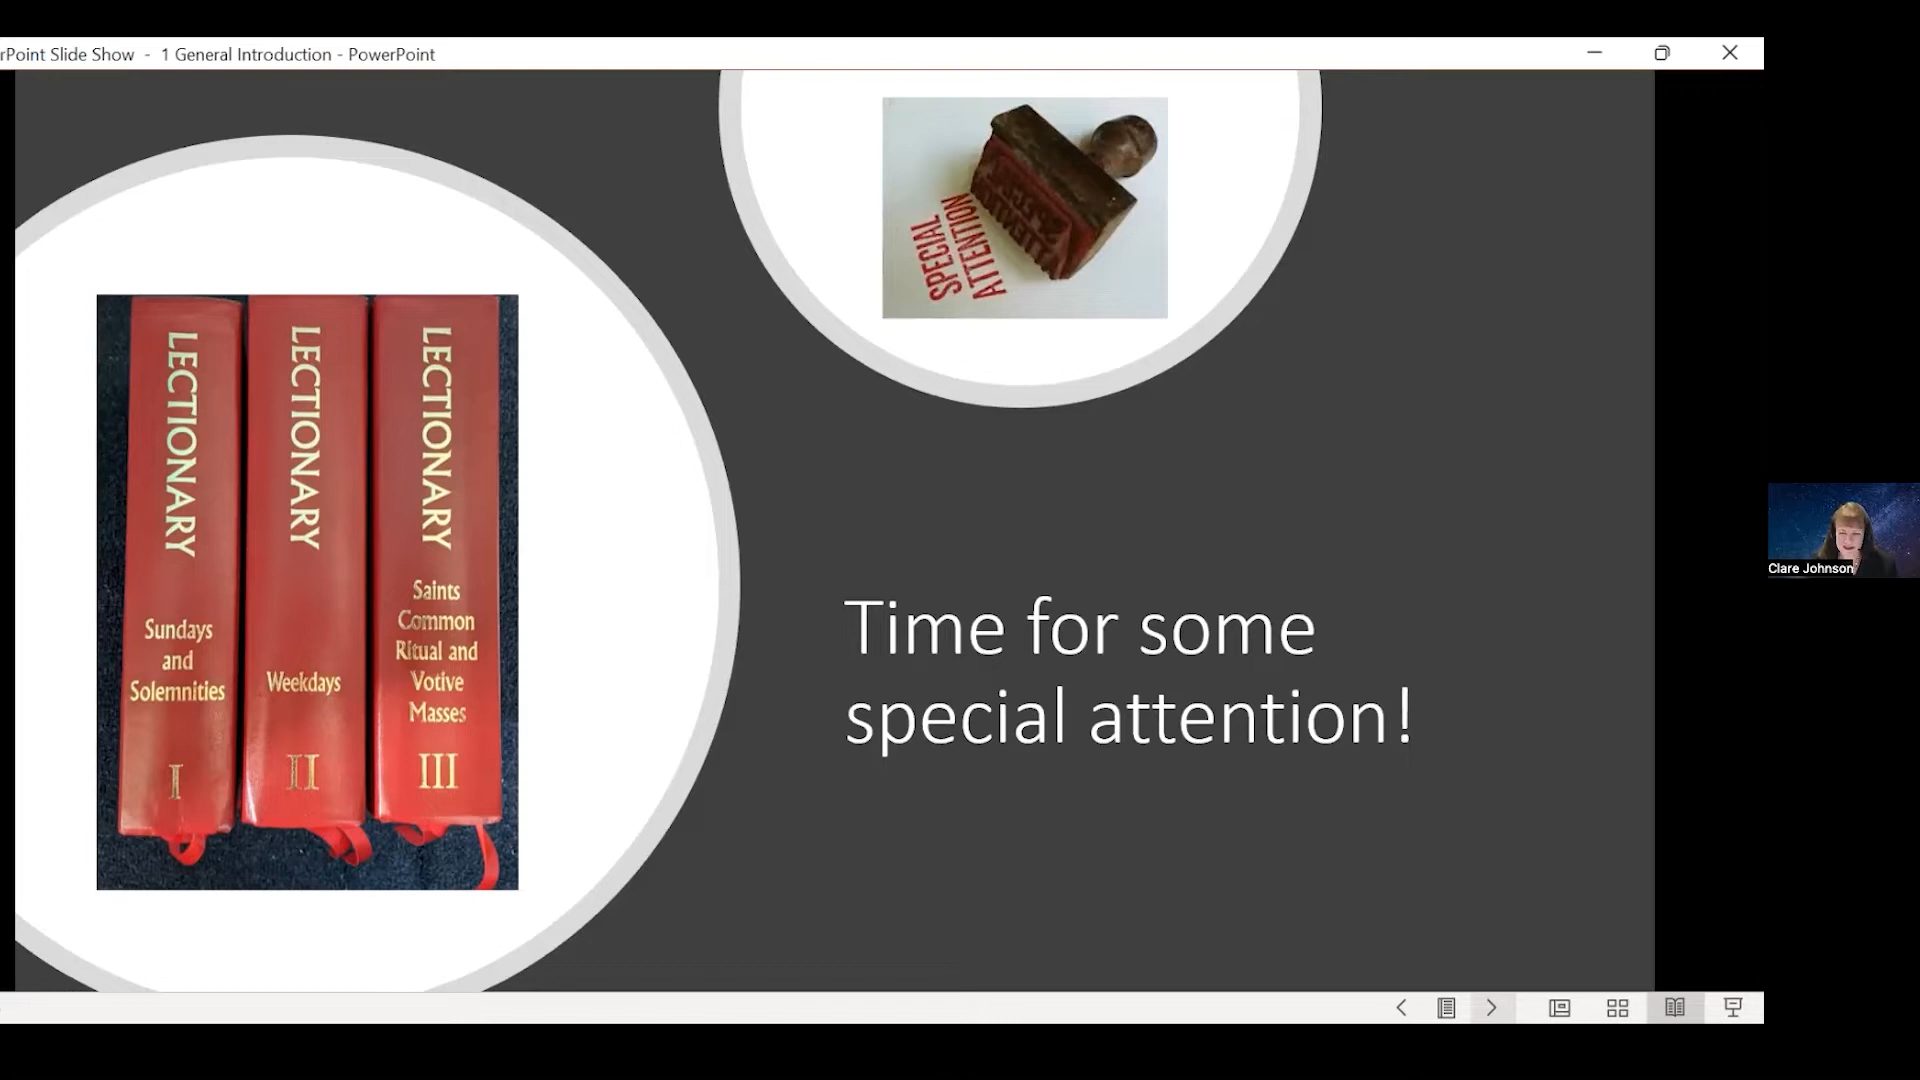 rPoint Slide Show - 1 General Introduction - PowerPoint
SPECIAL
ATTENTION
LECTIONARY
Sundays
and
Solemnities
I
LECTIONARY
Weekdays
II
LECTIONARY
Saints
Common
Ritual and
Votive
Masses
III
Time for some
special attention!
Clare Johnson